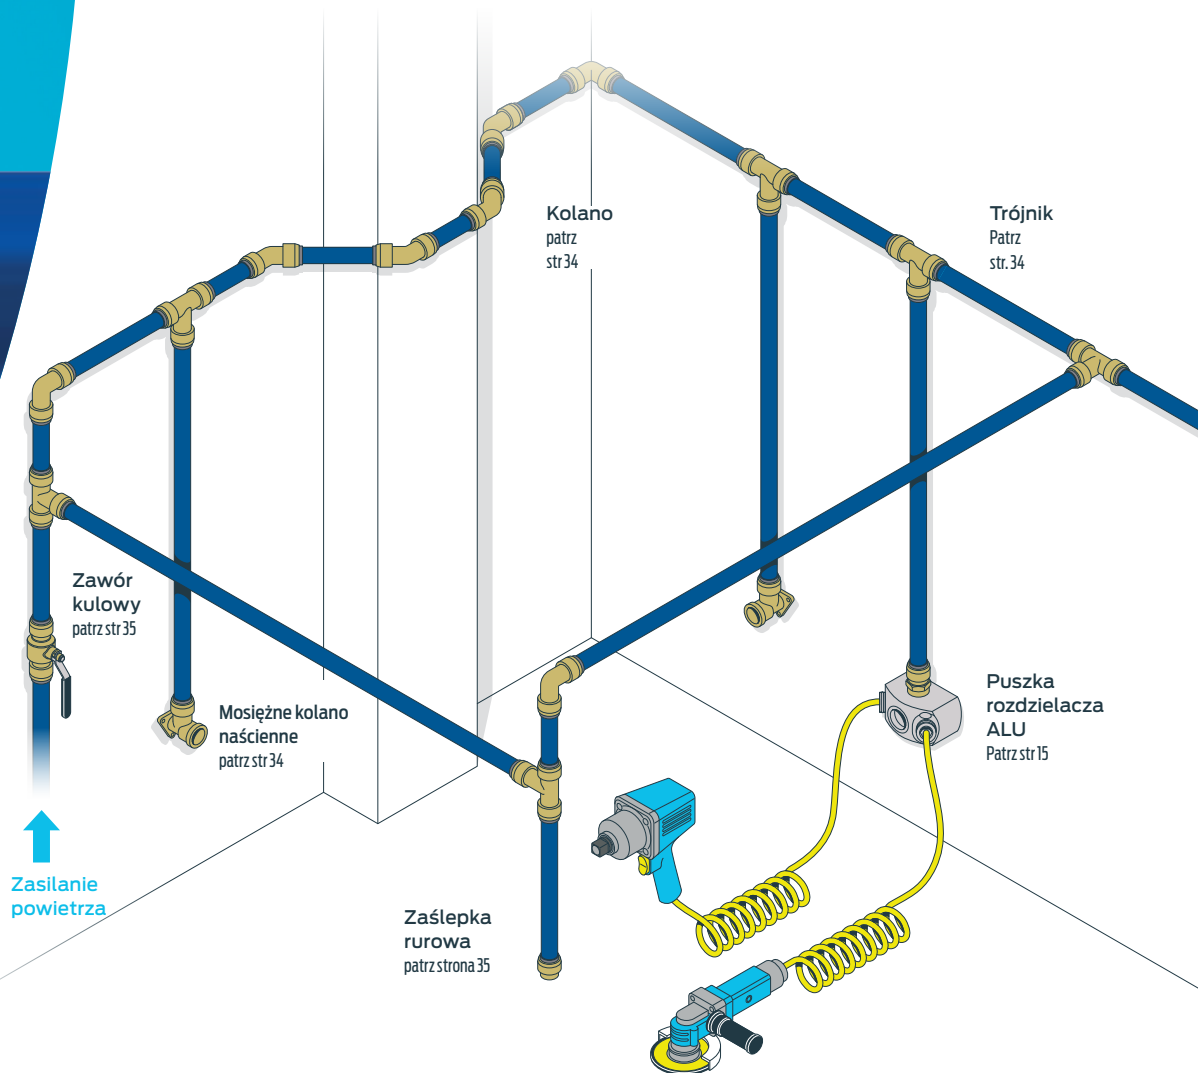 Kolano
patrz
str 34
Trójnik
Patrz
str. 34
Zawór
kulowy
patrz str 35
Mosiężne kolano
naścienne
patrz str 34
Puszka
rozdzielacza
ALU
Patrz str 15
Zasilanie
powietrza
Zaślepka
rurowa
patrz strona 35